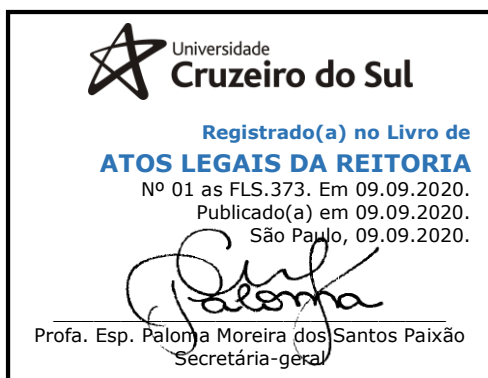 Universidade
Cruzeiro do Sul
Registrado(a) no Livro de
ATOS LEGAIS DA REITORIA
Nº 01 as FLS.373. Em 09.09.2020.
Publicado(a) em 09.09.2020.
São Paulo, 09.09.2020.
Paloma
Profa. Esp. Paloma Moreira dos Santos Paixão
Secretária-geral